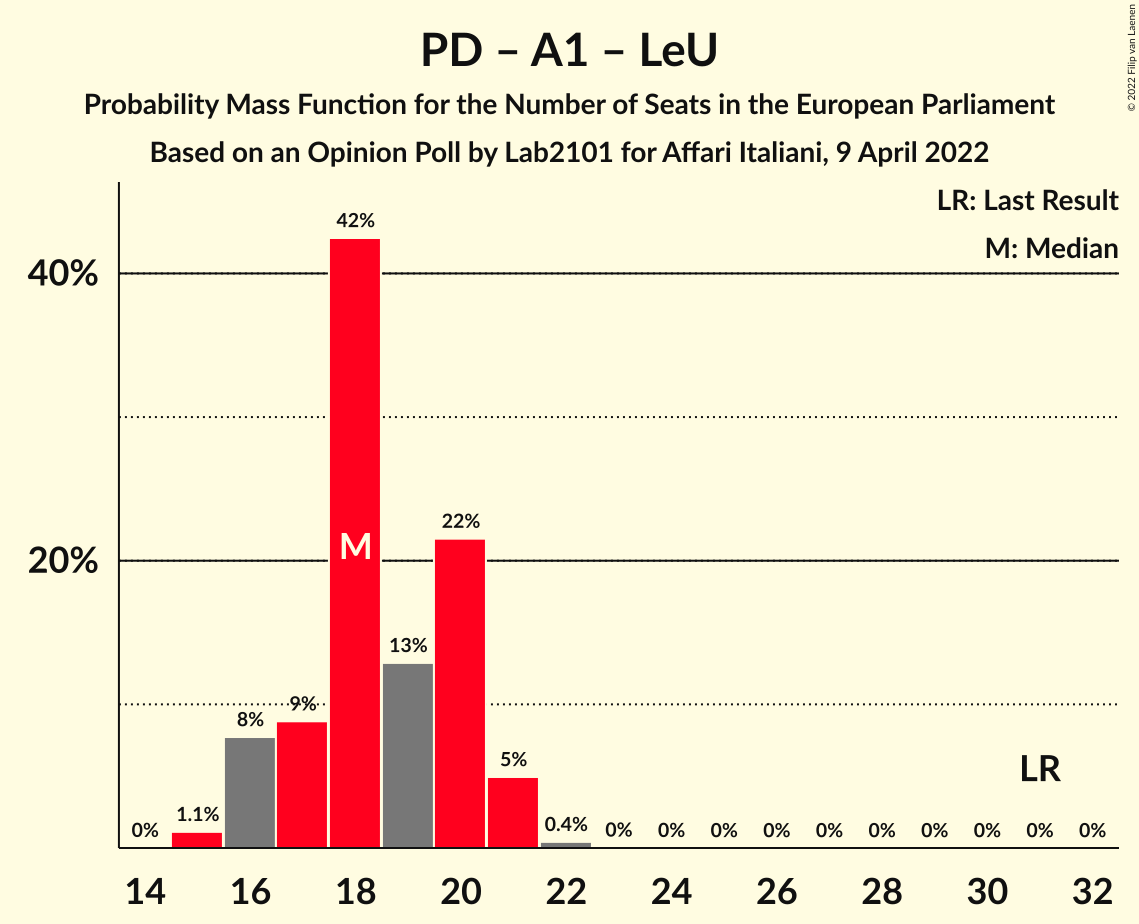 PD – A1 – LeU
Probability Mass Function for the Number of Seats in the European Parliament
Based on an Opinion Poll by Lab2101 for Affari Italiani, 9 April 2022
© 2022 Filip van Laenen
LR: Last Result
M: Median
40%
20%
0%
1.1%
8%
9%
42%
M
13%
22%
5%
0.4%
0%
0%
0%
0%
0%
0%
0%
0%
0%
0%
LR
14 16 18 20 22 24 26 28 30 32